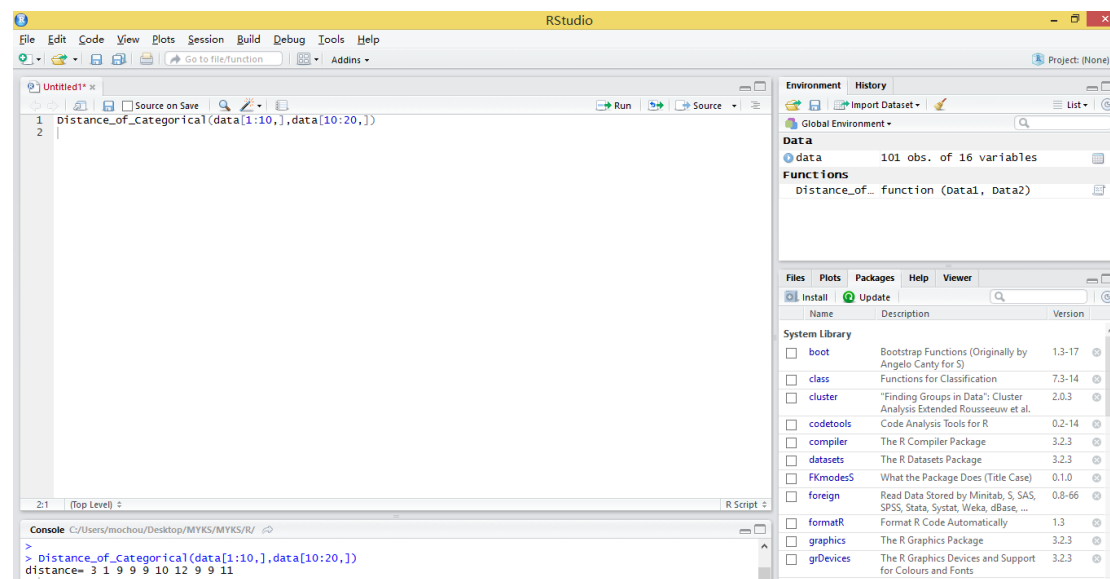 RStudio
File Edit Code View Plots Session Build Debug Tools Help
Go to file/function Addins Project: (None)
Untitled1* ×
Source on Save Run Source
1 Distance_of_Categorical(data[1:10,],data[10:20,])
2
2:1 (Top Level) R Script
Console C:/Users/mochou/Desktop/MYKS/MYKS/R/
>
> Distance_of_Categorical(data[1:10,],data[10:20,])
distance= 3 1 9 9 9 10 12 9 9 11
Environment History
Import Dataset List
Global Environment
Data
data 101 obs. of 16 variables
Functions
Distance_of… function (Data1, Data2)
Files Plots Packages Help Viewer
Install Update
Name Description Version
System Library
boot Bootstrap Functions (Originally by Angelo Canty for S) 1.3-17
class Functions for Classification 7.3-14
cluster "Finding Groups in Data": Cluster Analysis Extended Rousseeuw et al. 2.0.3
codetools Code Analysis Tools for R 0.2-14
compiler The R Compiler Package 3.2.3
datasets The R Datasets Package 3.2.3
FKmodesS What the Package Does (Title Case) 0.1.0
foreign Read Data Stored by Minitab, S, SAS, SPSS, Stata, Systat, Weka, dBase, ... 0.8-66
formatR Format R Code Automatically 1.3
graphics The R Graphics Package 3.2.3
grDevices The R Graphics Devices and Support for Colours and Fonts 3.2.3